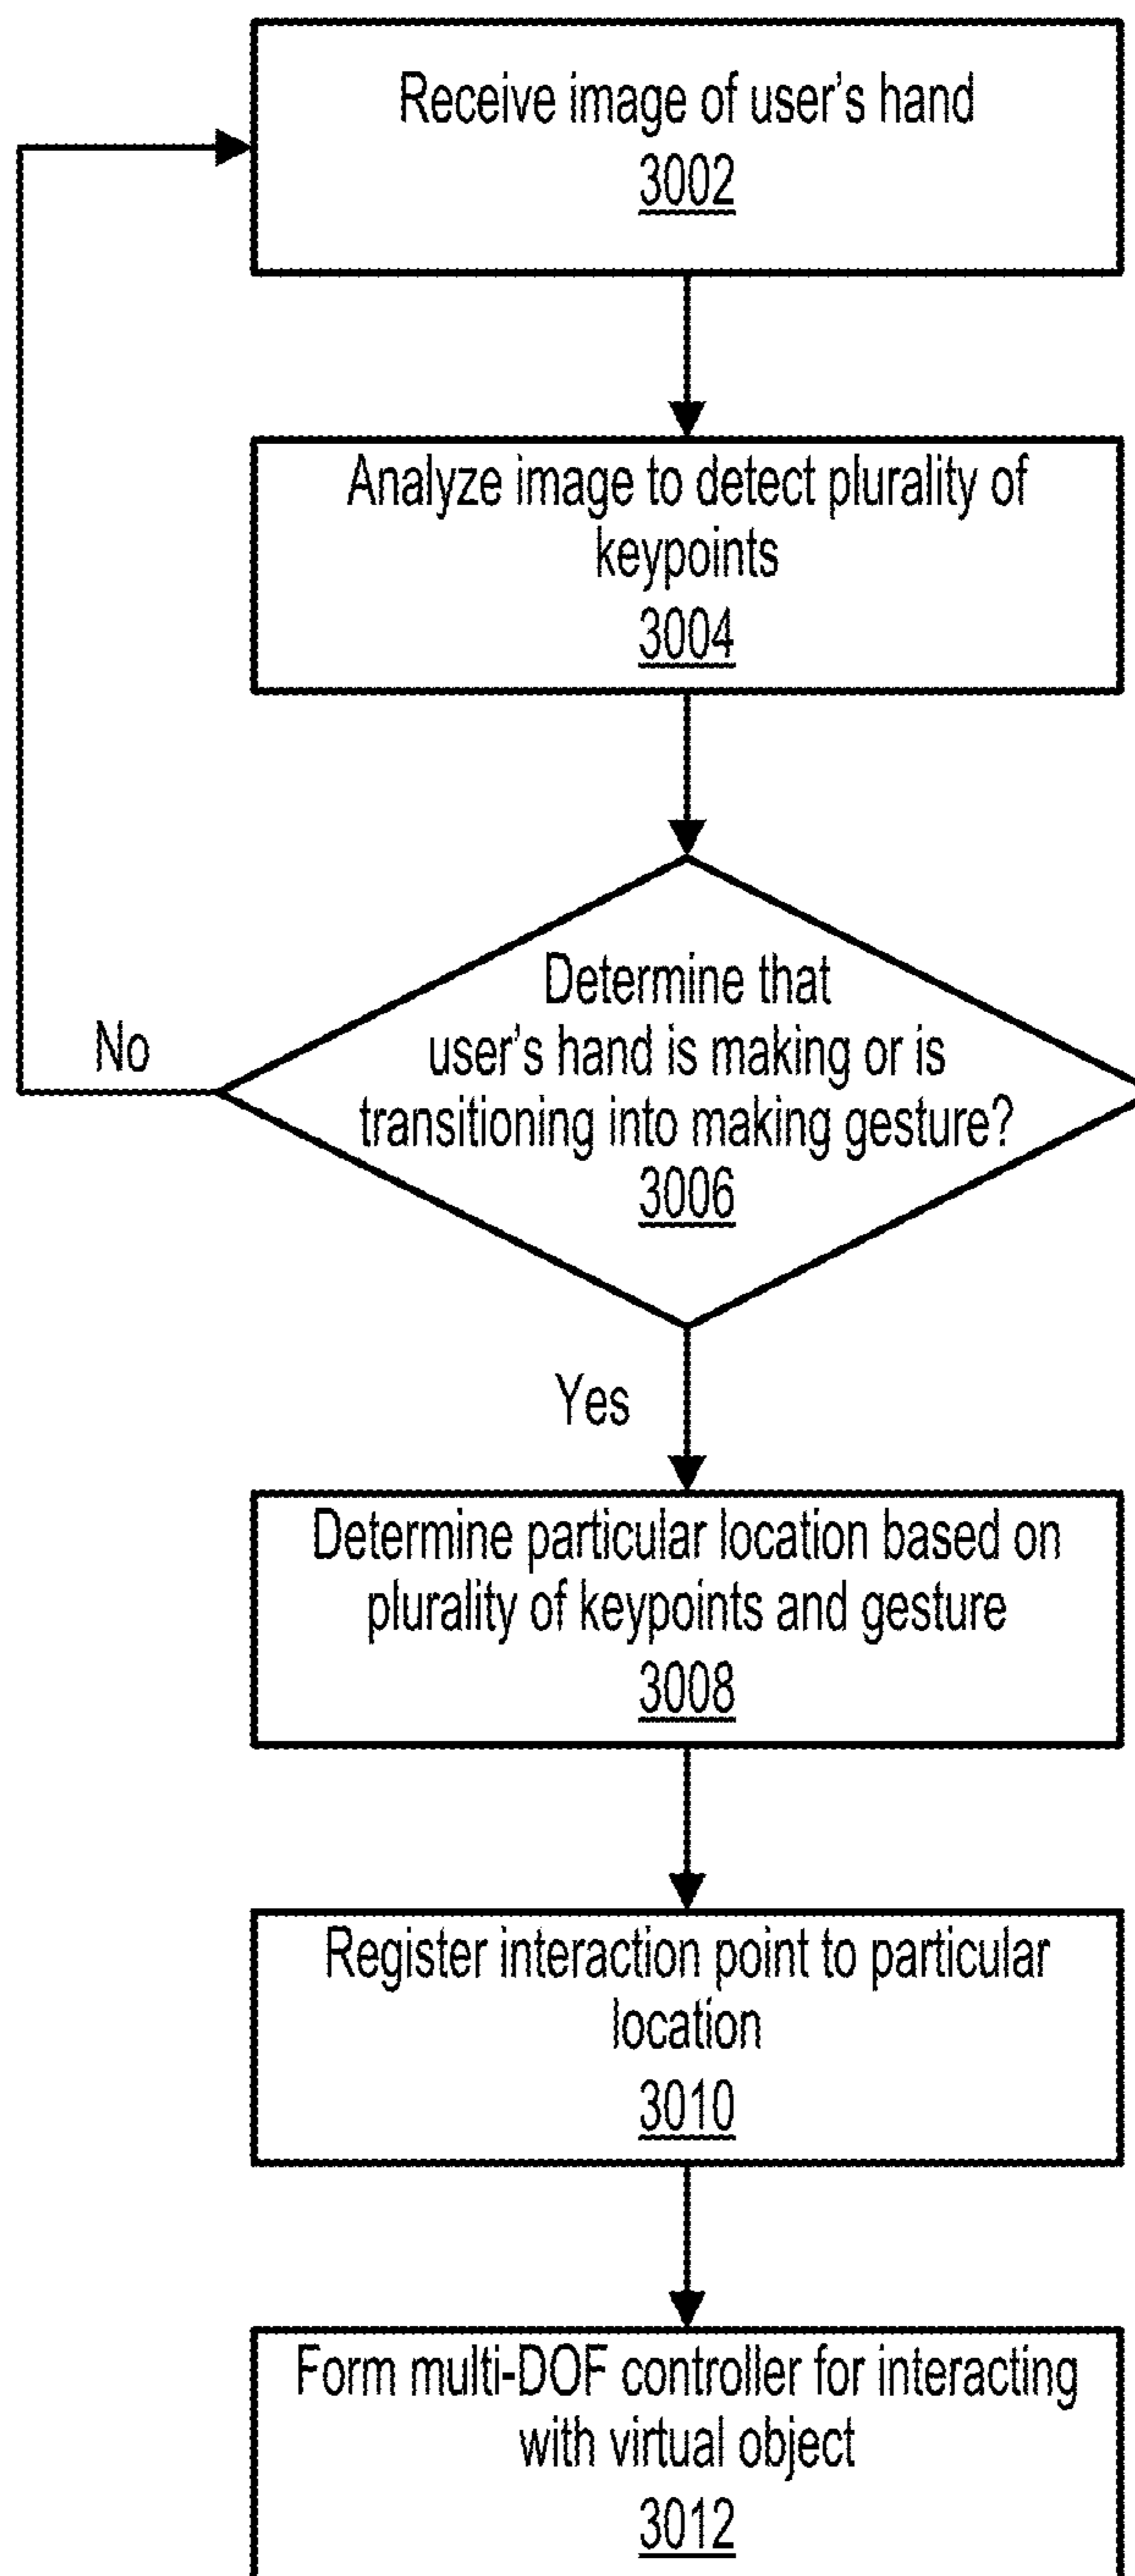 Receive image of user's hand
3002
Analyze image to detect plurality of
keypoints
3004
Determine that
user's hand is making or is
transitioning into making gesture?
3006
No
Yes
Determine particular location based on
plurality of keypoints and gesture
3008
Register interaction point to particular
location
3010
Form multi-DOF controller for interacting
with virtual object
3012